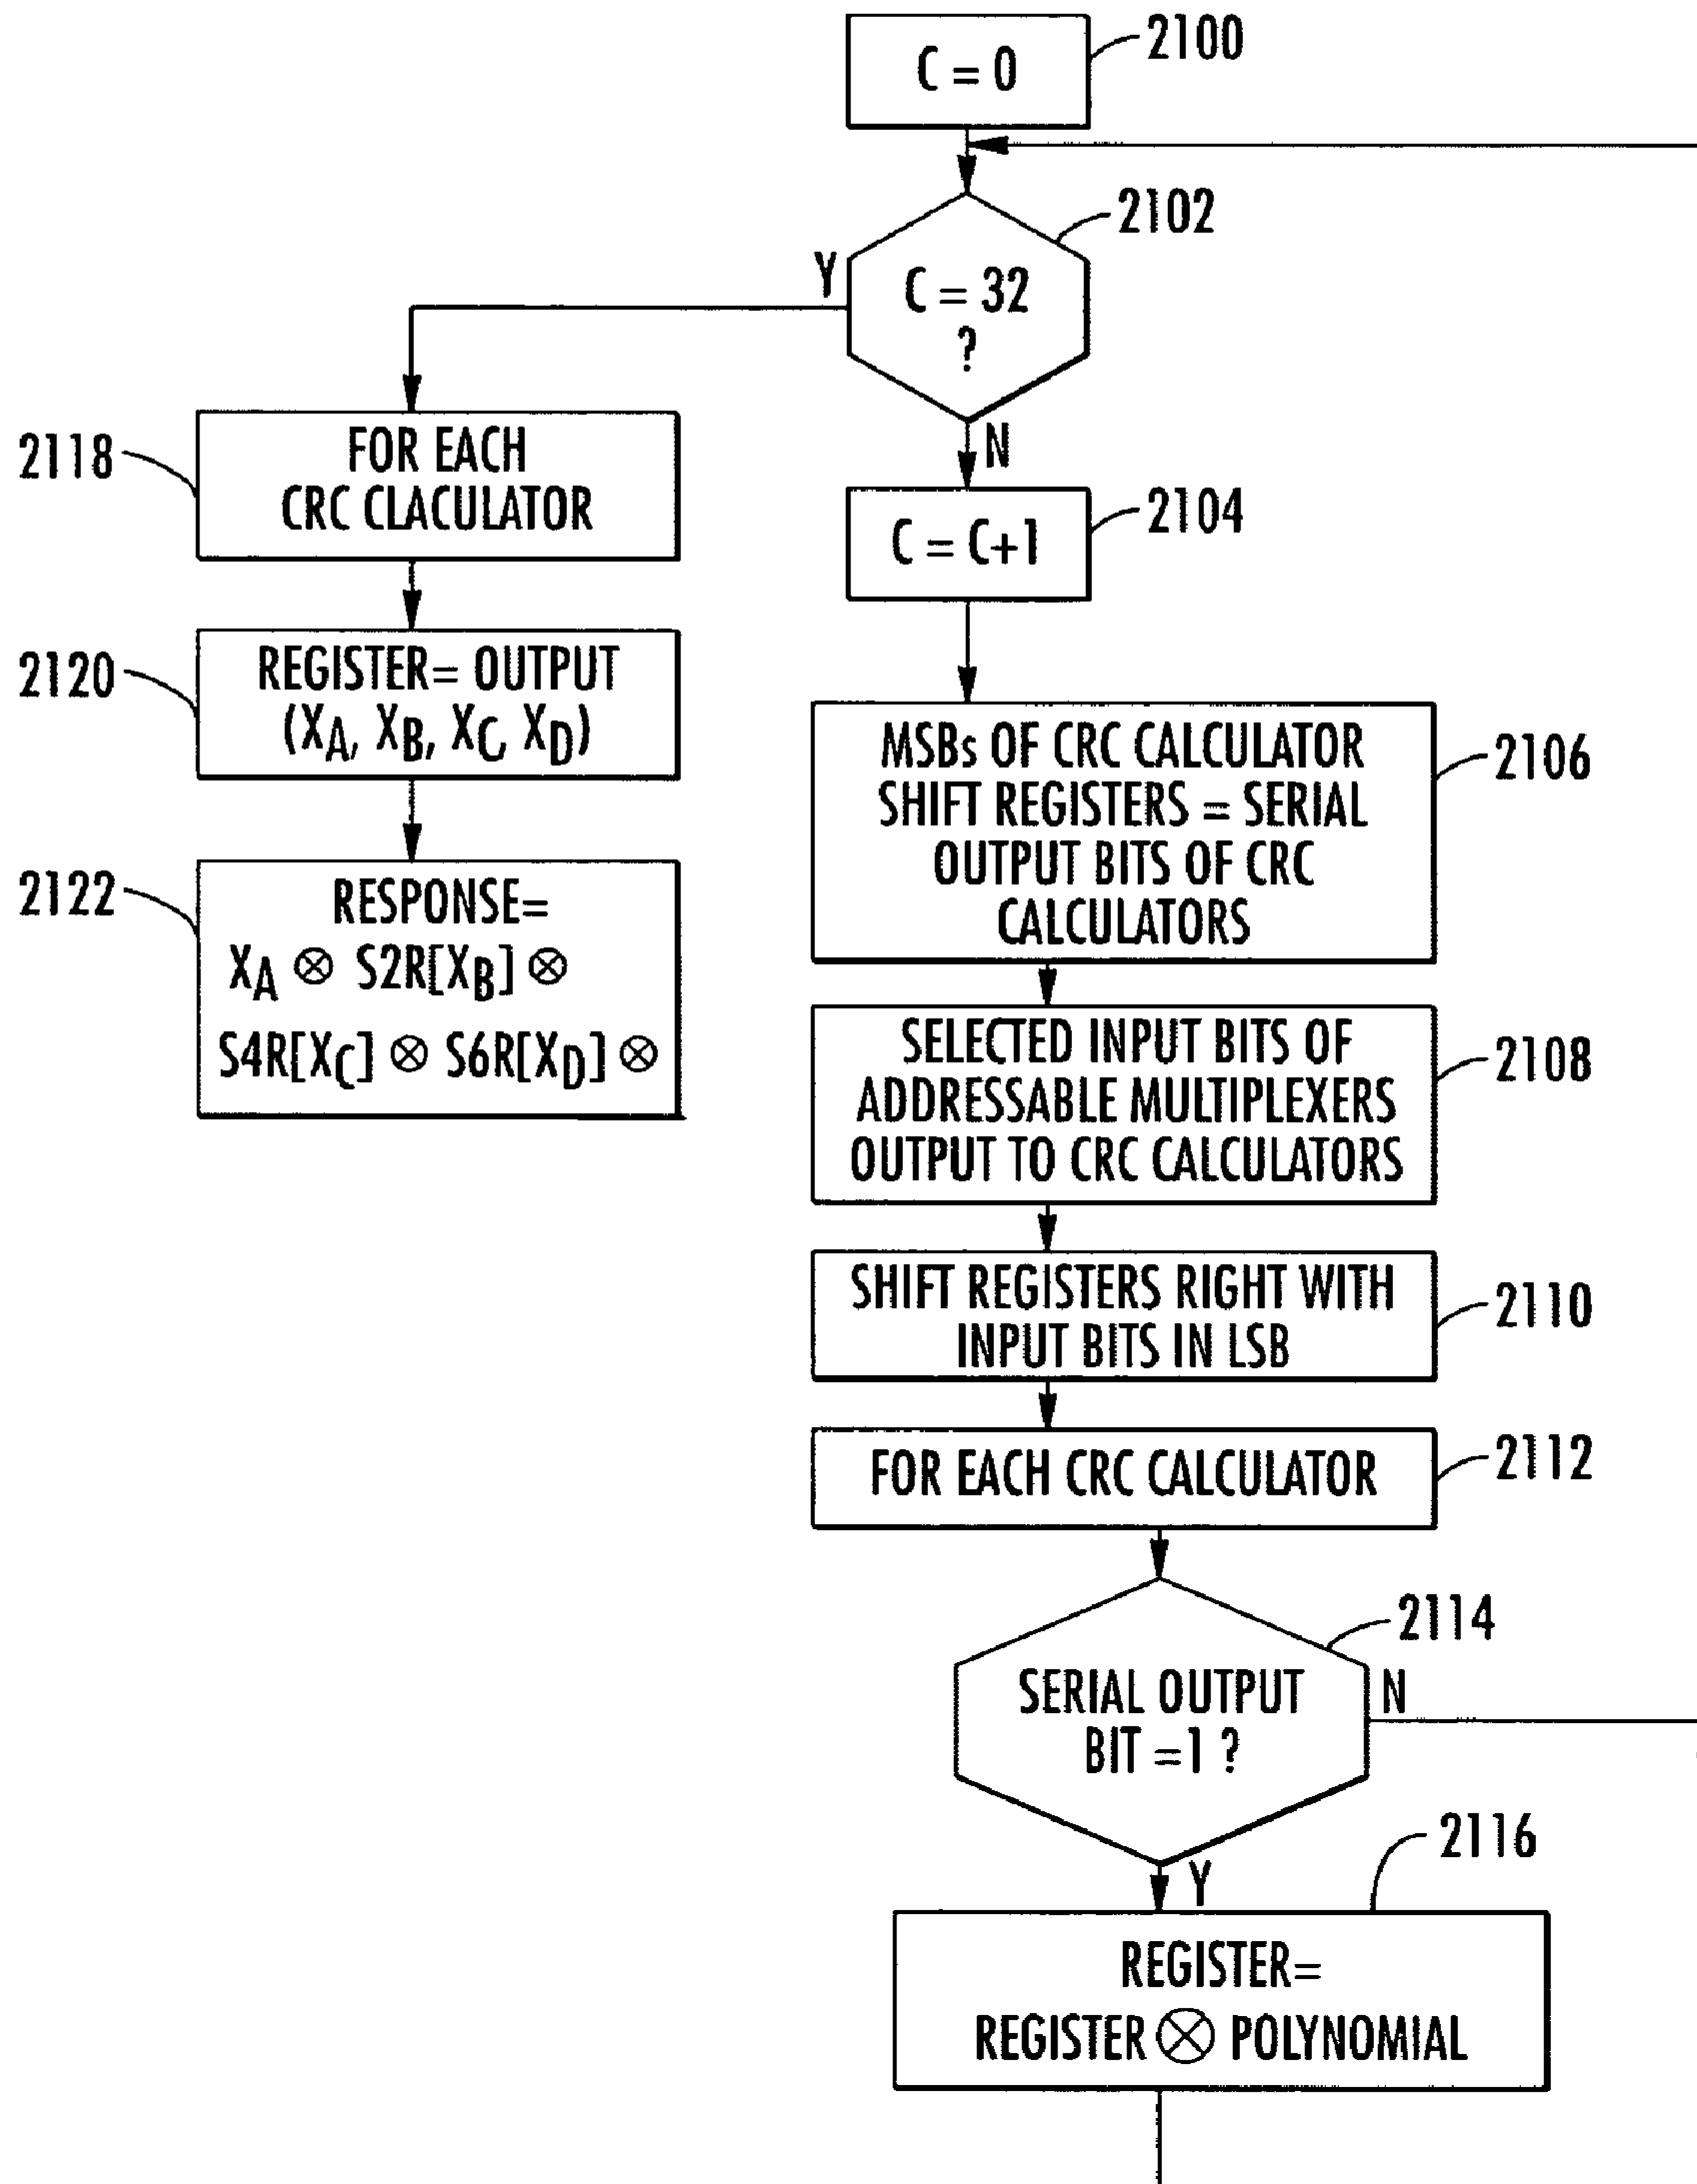 2100
C = 0
2102
Y
C = 32
?
N
2118
FOR EACH
CRC CLACULATOR
2104
C = C+1
2120
REGISTER= OUTPUT
(XA, XB, XC, XD)
2106
MSBs OF CRC CALCULATOR
SHIFT REGISTERS = SERIAL
OUTPUT BITS OF CRC
CALCULATORS
2122
RESPONSE=
XA ⊗ S2R[XB] ⊗
S4R[XC] ⊗ S6R[XD] ⊗
2108
SELECTED INPUT BITS OF
ADDRESSABLE MULTIPLEXERS
OUTPUT TO CRC CALCULATORS
2110
SHIFT REGISTERS RIGHT WITH
INPUT BITS IN LSB
2112
FOR EACH CRC CALCULATOR
2114
SERIAL OUTPUT
BIT =1 ?
N
Y
2116
REGISTER=
REGISTER ⊗ POLYNOMIAL